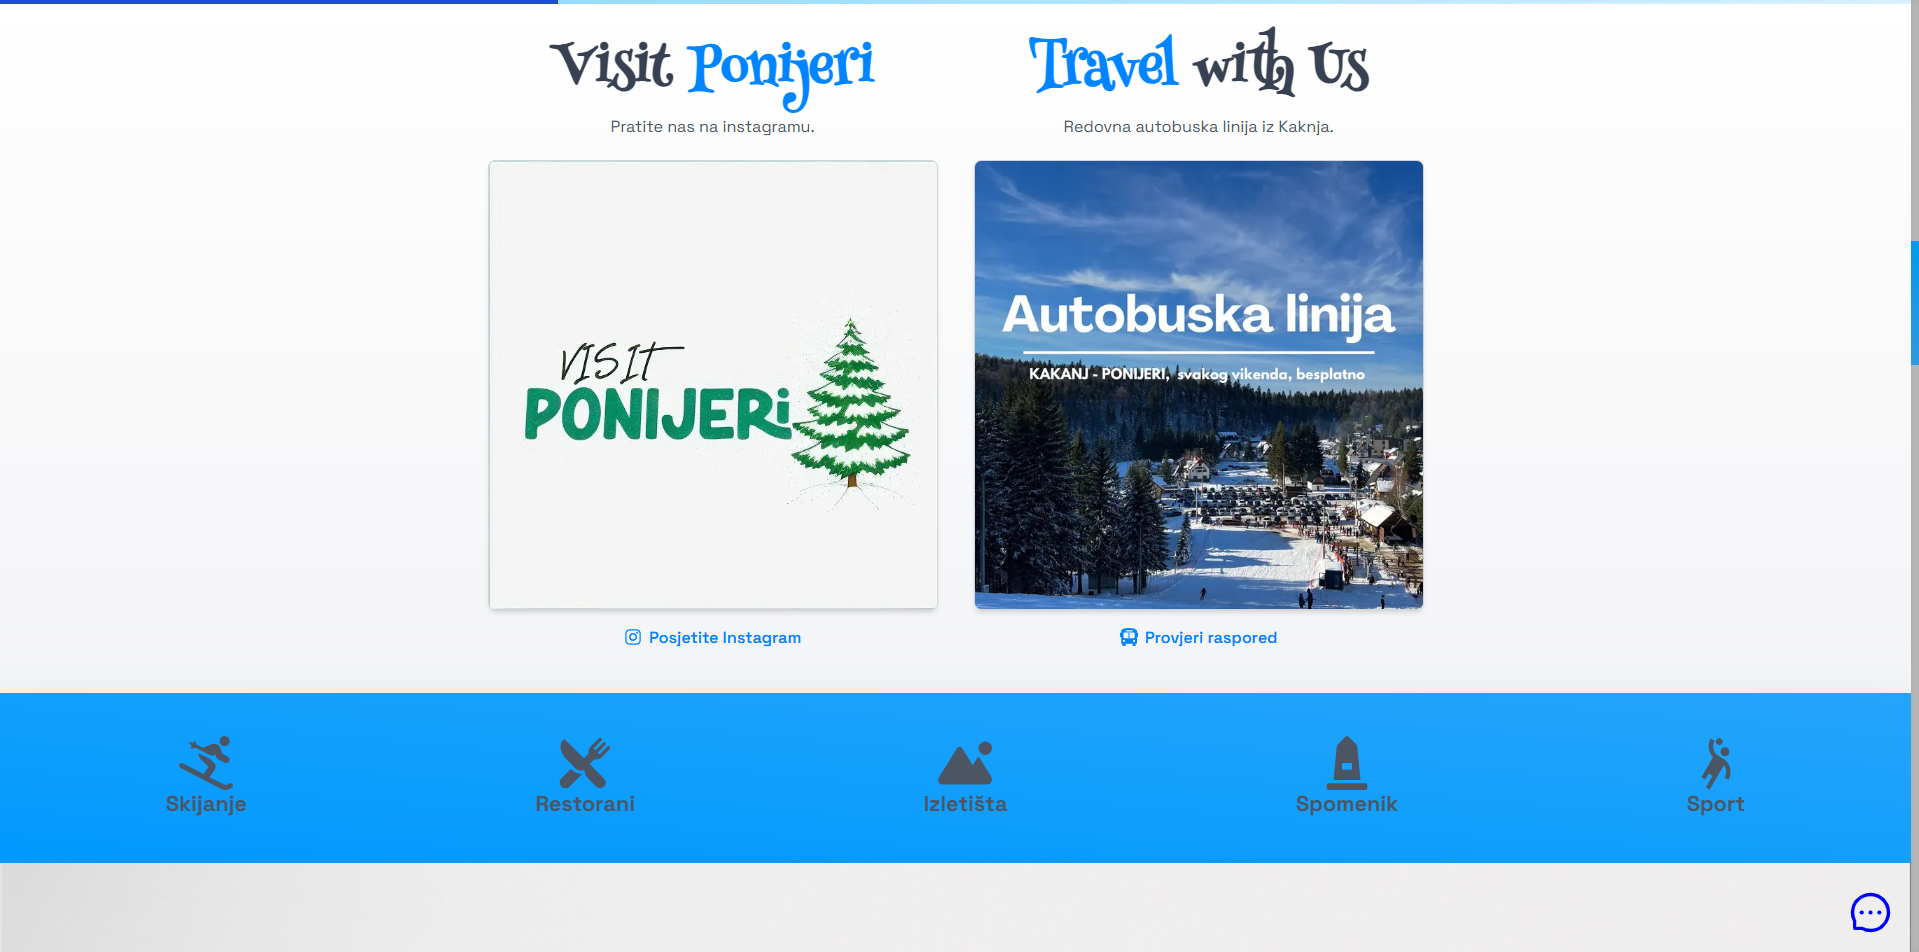 Visit Ponijeri
Pratite nas na instagramu.
VISIT
PONIJERi
Posjetite Instagram
Travel with Us
Redovna autobuska linija iz Kaknja.
Autobuska linija
KAKANJ - PONIJERI, svakog vikenda, besplatno
Provjeri raspored
Skijanje
Restorani
Izletišta
Spomenik
Sport